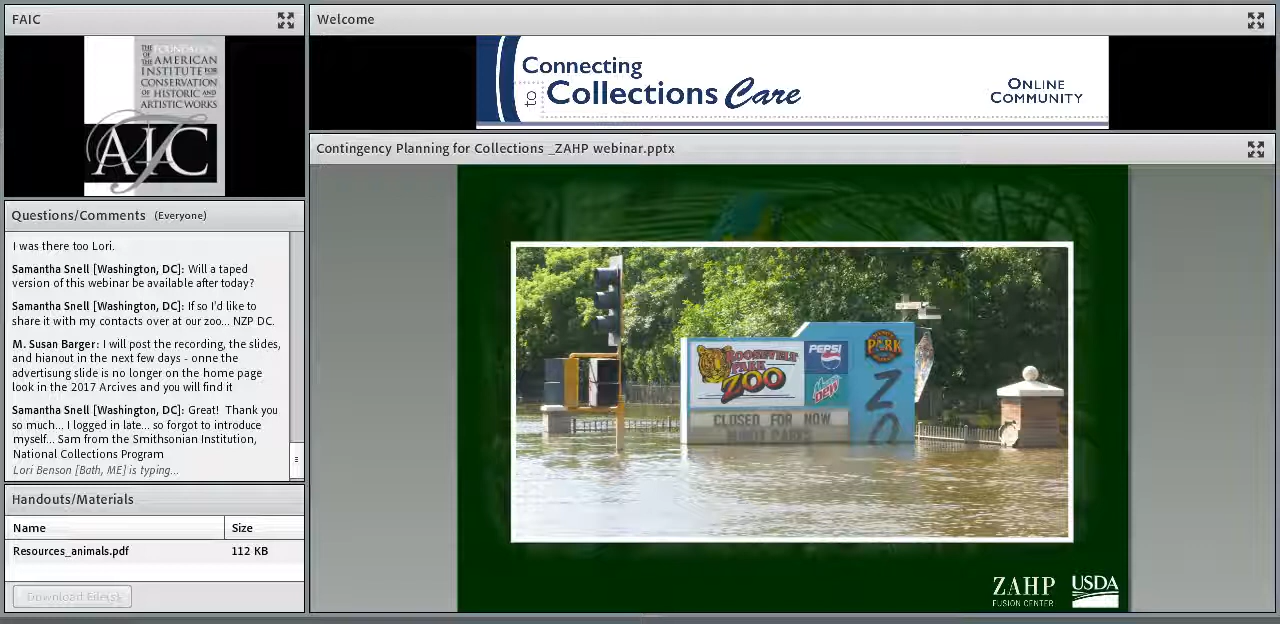 FAIC
THE FOUNDATION
OF THE AMERICAN
INSTITUTE FOR
CONSERVATION
OF HISTORIC AND
ARTISTIC WORKS
AIC
Questions/Comments (Everyone)
I was there too Lori.
Samantha Snell [Washington, DC]: Will a taped
version of this webinar be available after today?
Samantha Snell [Washington, DC]: If so I'd like to
share it with my contacts over at our zoo... NZP DC.
M. Susan Barger: I will post the recording, the slides,
and hianout in the next few days - onne the
advertisung slide is no longer on the home page
look in the 2017 Arcives and you will find it
Samantha Snell [Washington, DC]: Great! Thank you
so much... I logged in late... so forgot to introduce
myself... Sam from the Smithsonian Institution,
National Collections Program
Lori Benson [Bath, ME] is typing...
Handouts/Materials
Name Size
Resources_animals.pdf 112 KB
Download File(s)
Welcome
Connecting
to Collections Care
ONLINE
COMMUNITY
Contingency Planning for Collections _ZAHP webinar.pptx
ROOSEVELT
PARK
ZOO
PEPSI
Dew
PARK
ZO
CLOSED FOR NOW
MINOT PARKS
ZAHP
FUSION CENTER
USDA